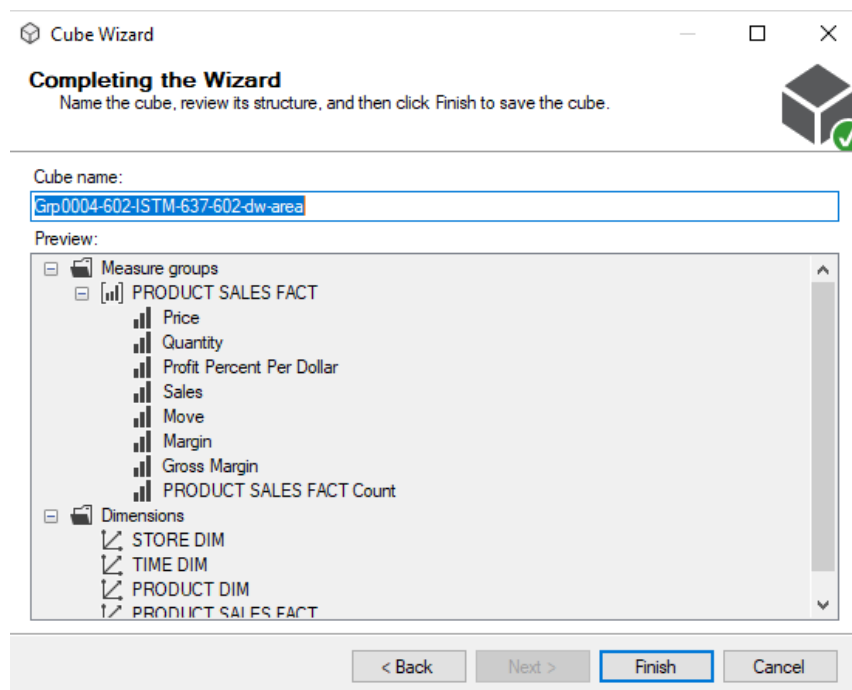 Cube Wizard
Completing the Wizard
Name the cube, review its structure, and then click Finish to save the cube.
Cube name:
Grp0004-602-ISTM-637-602-dw-area
Preview:
Measure groups
PRODUCT SALES FACT
Price
Quantity
Profit Percent Per Dollar
Sales
Move
Margin
Gross Margin
PRODUCT SALES FACT Count
Dimensions
STORE DIM
TIME DIM
PRODUCT DIM
PRODUCT SALES FACT
< Back
Next >
Finish
Cancel